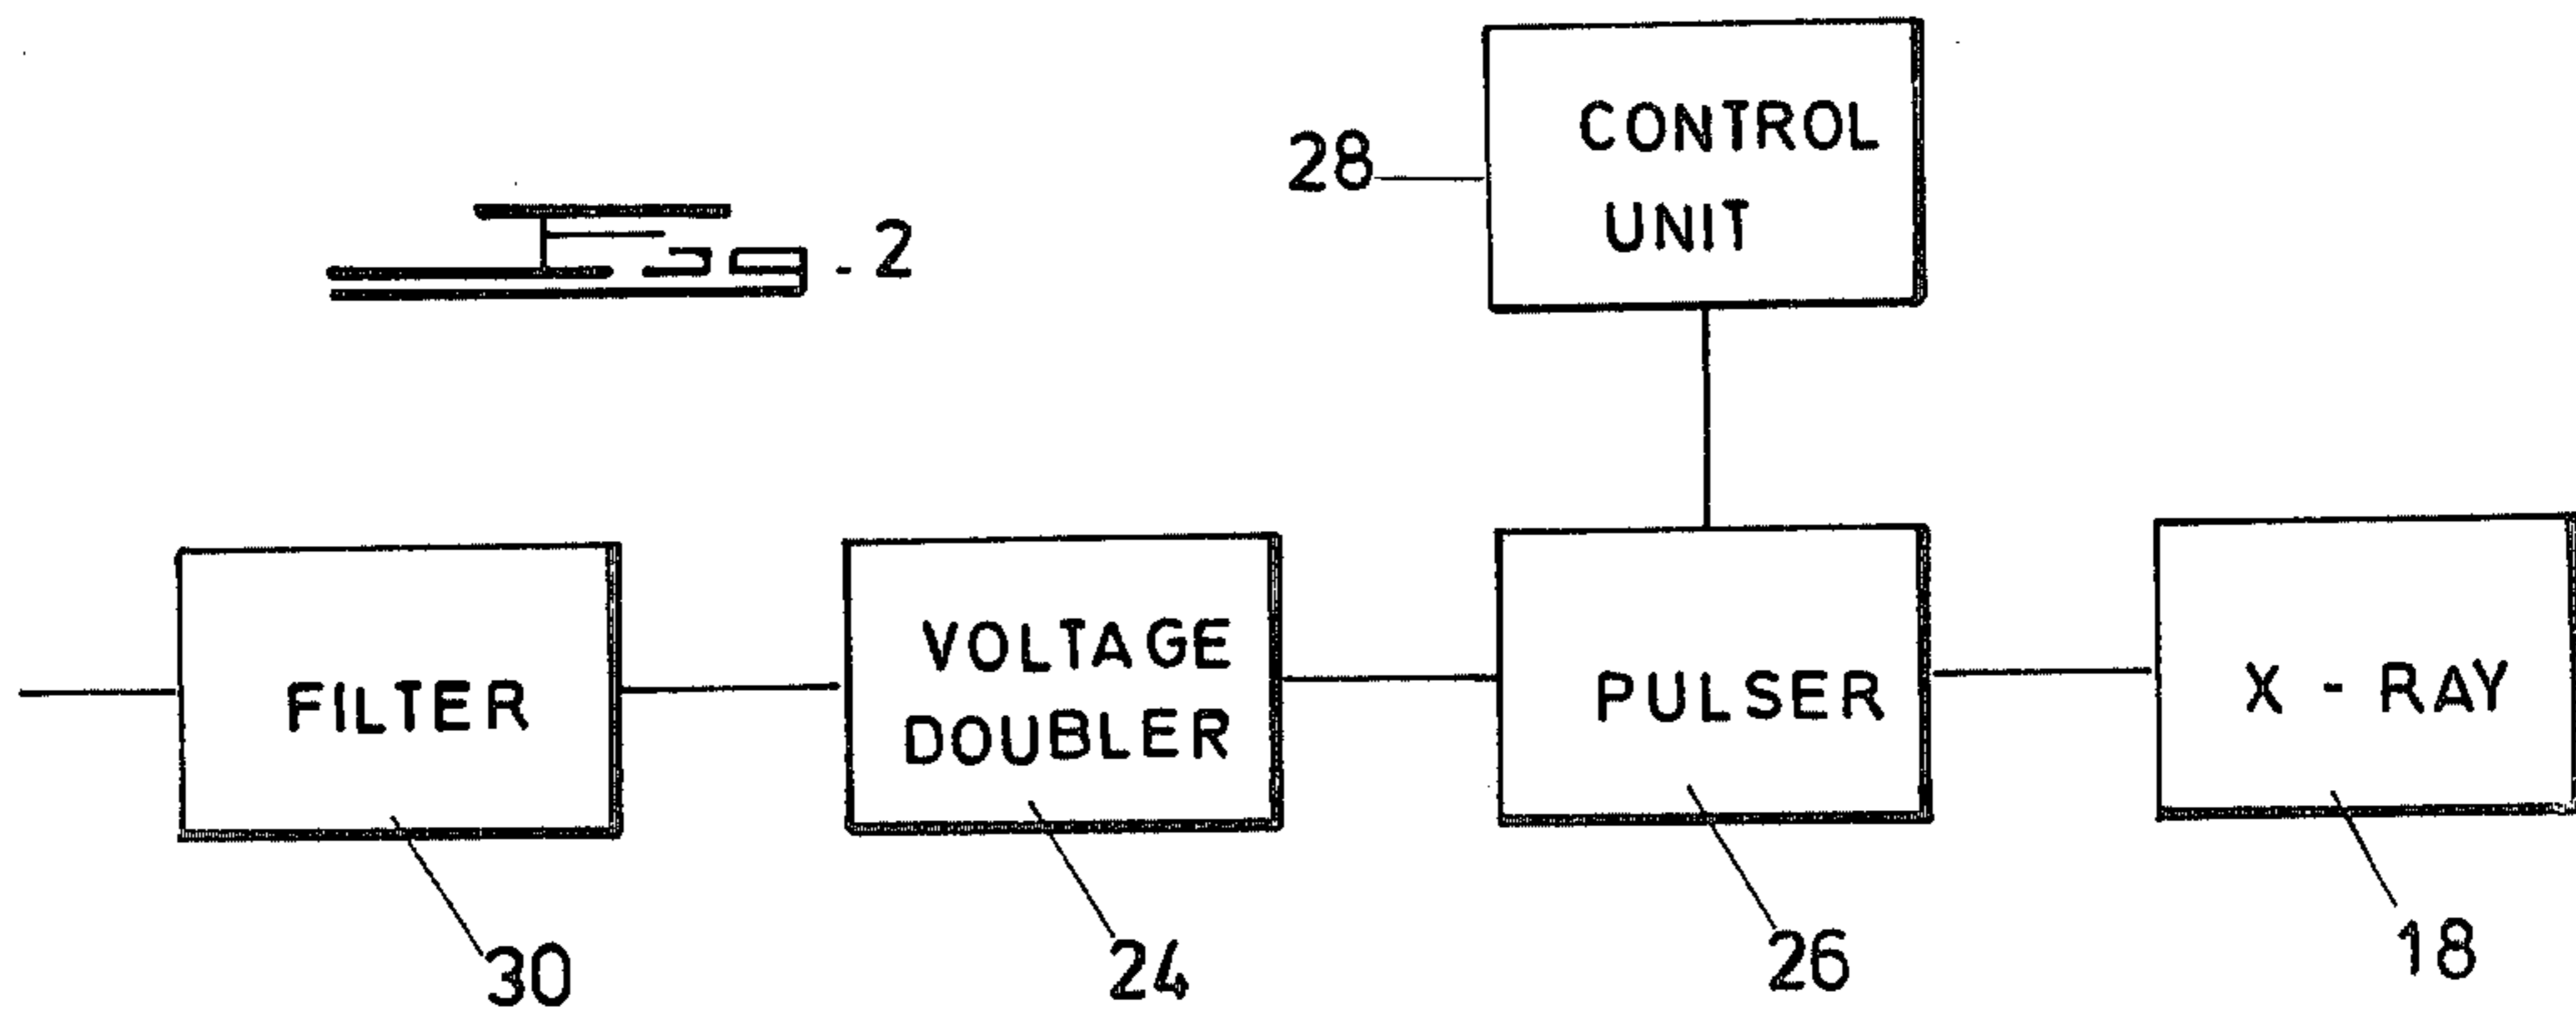 Fig. 2
CONTROL
UNIT
28
FILTER
VOLTAGE
DOUBLER
PULSER
X - RAY
30
24
26
18